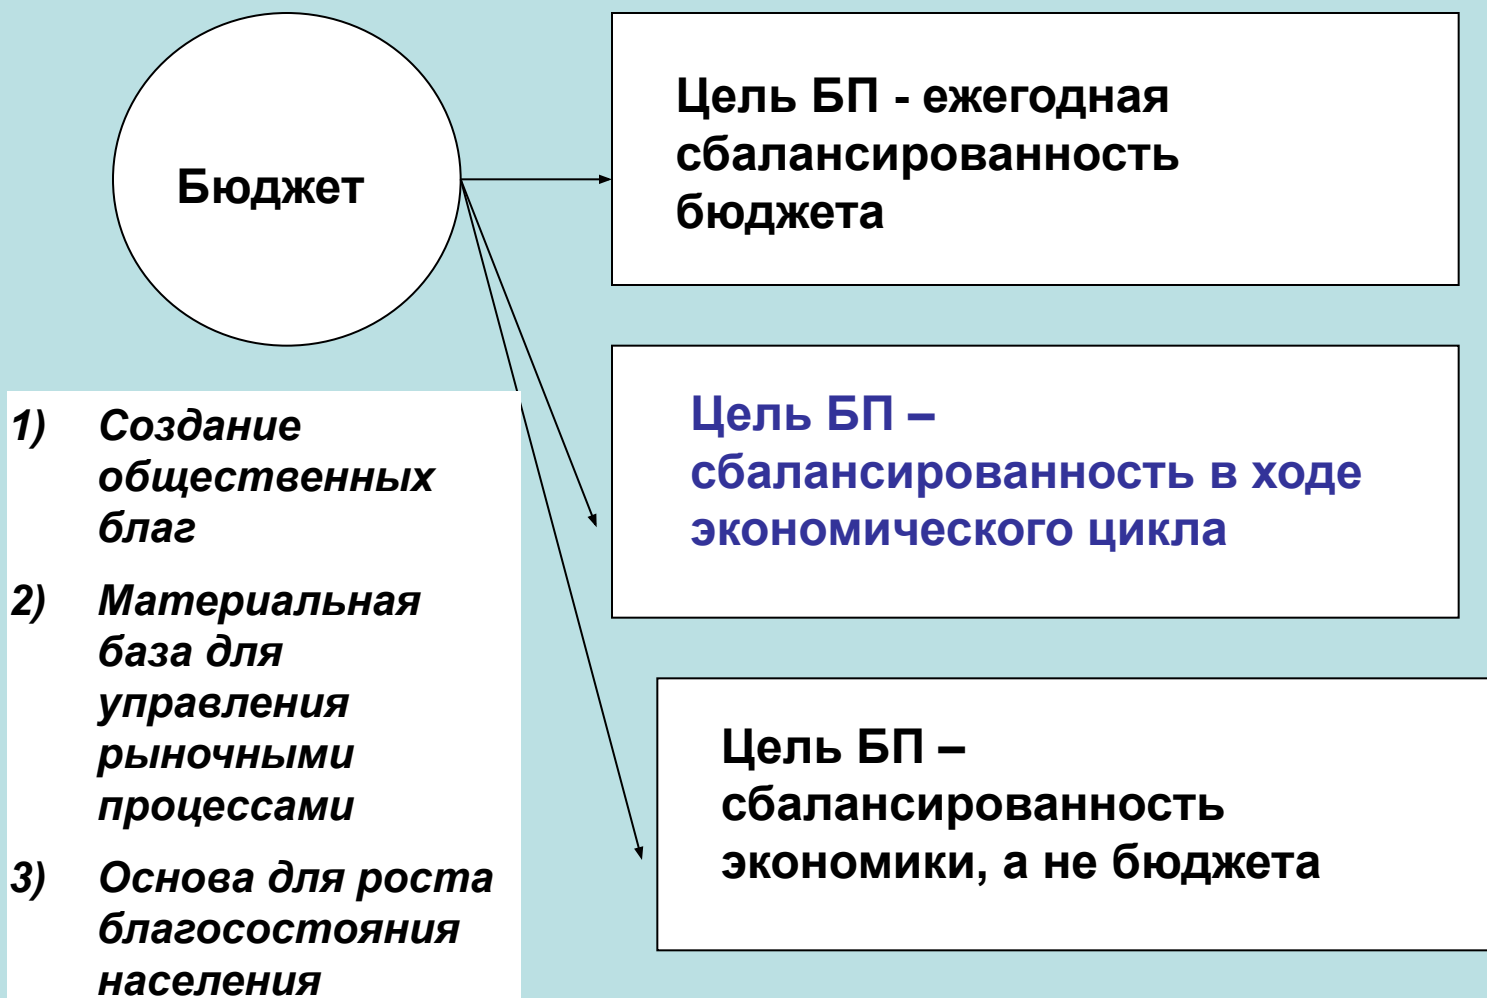 Бюджет
Цель БП - ежегодная
сбалансированность
бюджета
Цель БП –
сбалансированность в ходе
экономического цикла
Цель БП –
сбалансированность
экономики, а не бюджета
1) Создание
общественных
благ
2) Материальная
база для
управления
рыночными
процессами
3) Основа для роста
благосостояния
населения